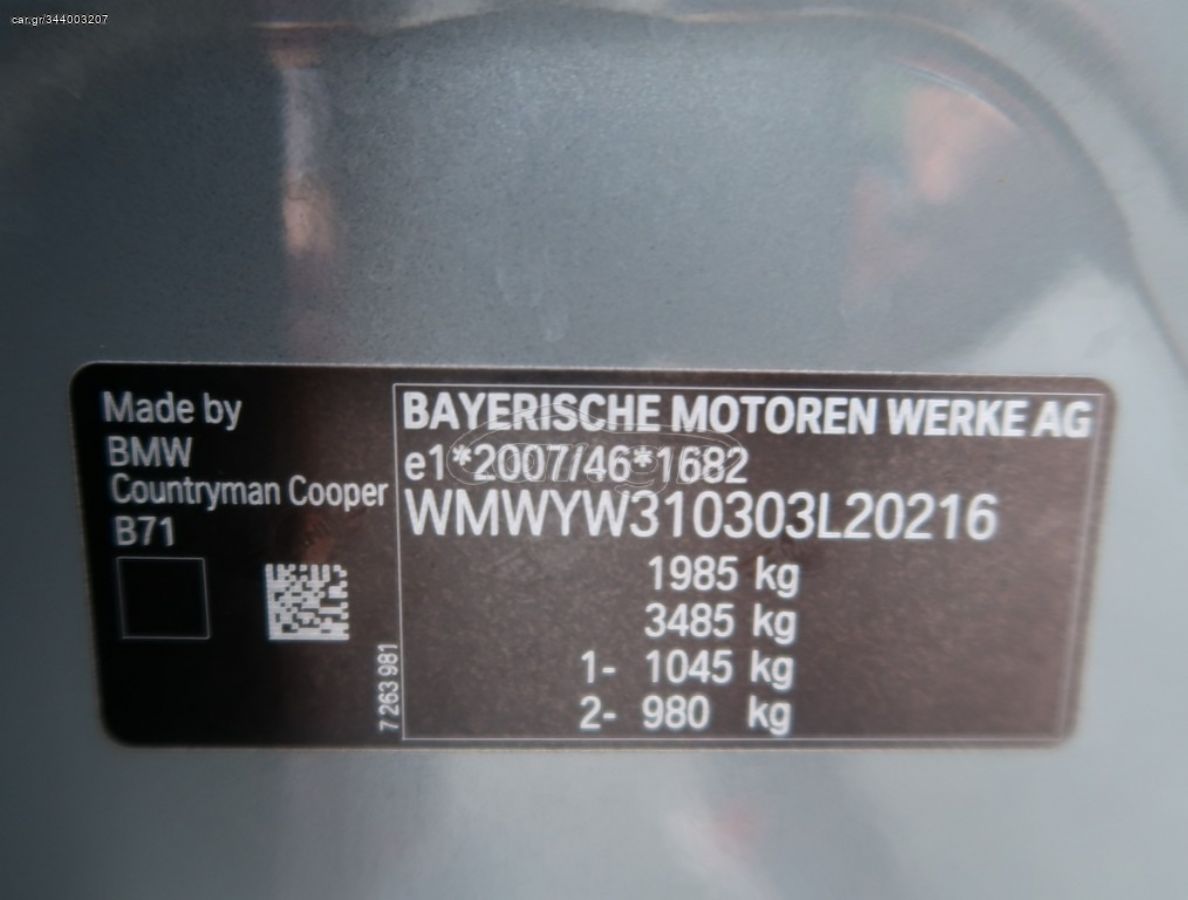 car.gr/344003207
Made by
BMW
Countryman Cooper
B71
7 263 981
BAYERISCHE MOTOREN WERKE AG
e1*2007/46*1682
WMWYW310303L20216
1985 kg
3485 kg
1- 1045 kg
2- 980 kg